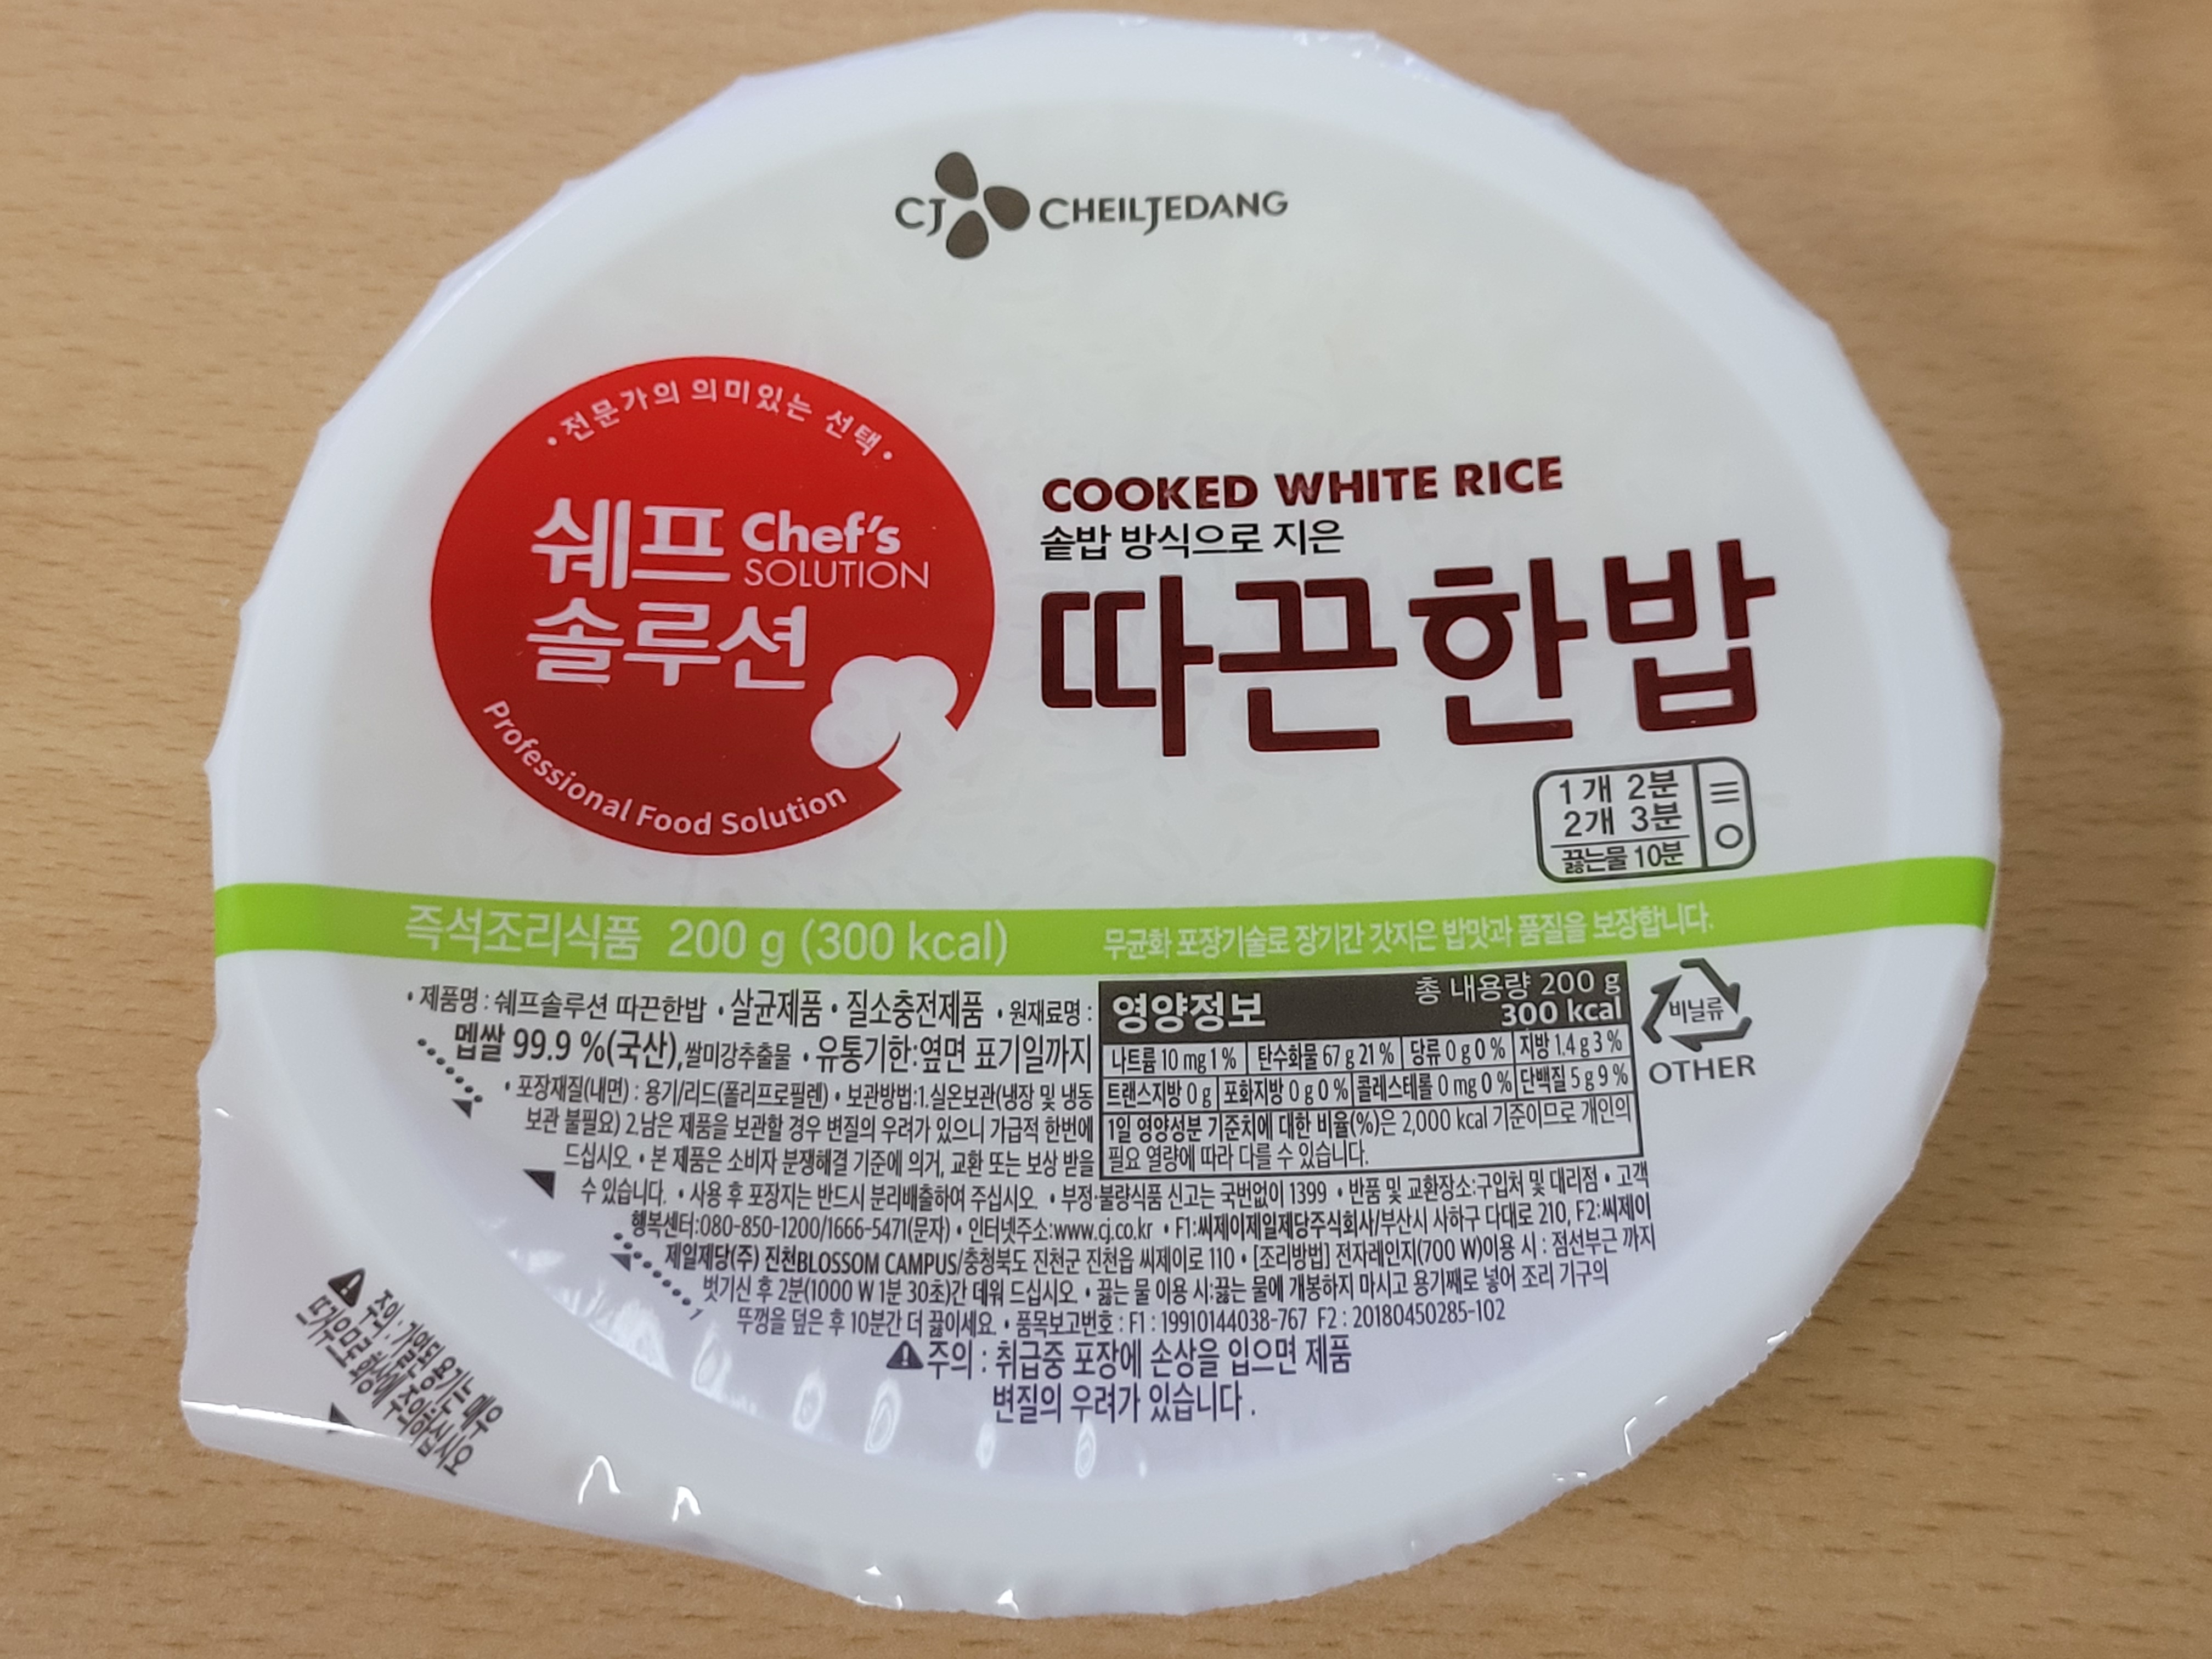 CJ CHEILJEDANG
• 전문가의 의미있는 선택 •
쉐프 Chef's
SOLUTION
솔루션
Professional Food Solution
COOKED WHITE RICE
솥밥 방식으로 지은
따끈한밥
1개 2분
2개 3분
끓는물 10분
즉석조리식품 200 g (300 kcal)
무균화 포장기술로 장기간 갓지은 밥맛과 품질을 보장합니다.
• 제품명 : 쉐프솔루션 따끈한밥 • 살균제품 • 질소충전제품 • 원재료명 :
멥쌀 99.9 %(국산), 쌀미강추출물 • 유통기한:옆면 표기일까지
• 포장재질(내면) : 용기/리드(폴리프로필렌) • 보관방법:1.실온보관(냉장 및 냉동
보관 불필요) 2.남은 제품을 보관할 경우 변질의 우려가 있으니 가급적 한번에
드십시오. • 본 제품은 소비자 분쟁해결 기준에 의거, 교환 또는 보상 받을
수 있습니다. • 사용 후 포장지는 반드시 분리배출하여 주십시오. • 부정·불량식품 신고는 국번없이 1399 • 반품 및 교환장소:구입처 및 대리점 • 고객
행복센터:080-850-1200/1666-5471(문자) • 인터넷주소:www.cj.co.kr • F1:씨제이제일제당주식회사/부산시 사하구 다대로 210, F2:씨제이
제일제당(주) 진천BLOSSOM CAMPUS/충청북도 진천군 진천읍 씨제이로 110 • [조리방법] 전자레인지(700 W)이용 시 : 점선부근 까지
벗기신 후 2분(1000 W 1분 30초)간 데워 드십시오. • 끓는 물 이용 시:끓는 물에 개봉하지 마시고 용기째로 넣어 조리 기구의
뚜껑을 덮은 후 10분간 더 끓이세요. • 품목보고번호 : F1 : 19910144038-767 F2 : 20180450285-102
주의 : 취급중 포장에 손상을 입으면 제품
변질의 우려가 있습니다.
영양정보
총 내용량 200 g
300 kcal
나트륨 10 mg 1 % 탄수화물 67 g 21 % 당류 0 g 0 % 지방 1.4 g 3 %
트랜스지방 0 g 포화지방 0 g 0 % 콜레스테롤 0 mg 0 % 단백질 5 g 9 %
1일 영양성분 기준치에 대한 비율(%)은 2,000 kcal 기준이므로 개인의
필요 열량에 따라 다를 수 있습니다.
비닐류
OTHER
주의 : 가열된 용기는 매우
뜨거우므로 화상에 주의하십시오